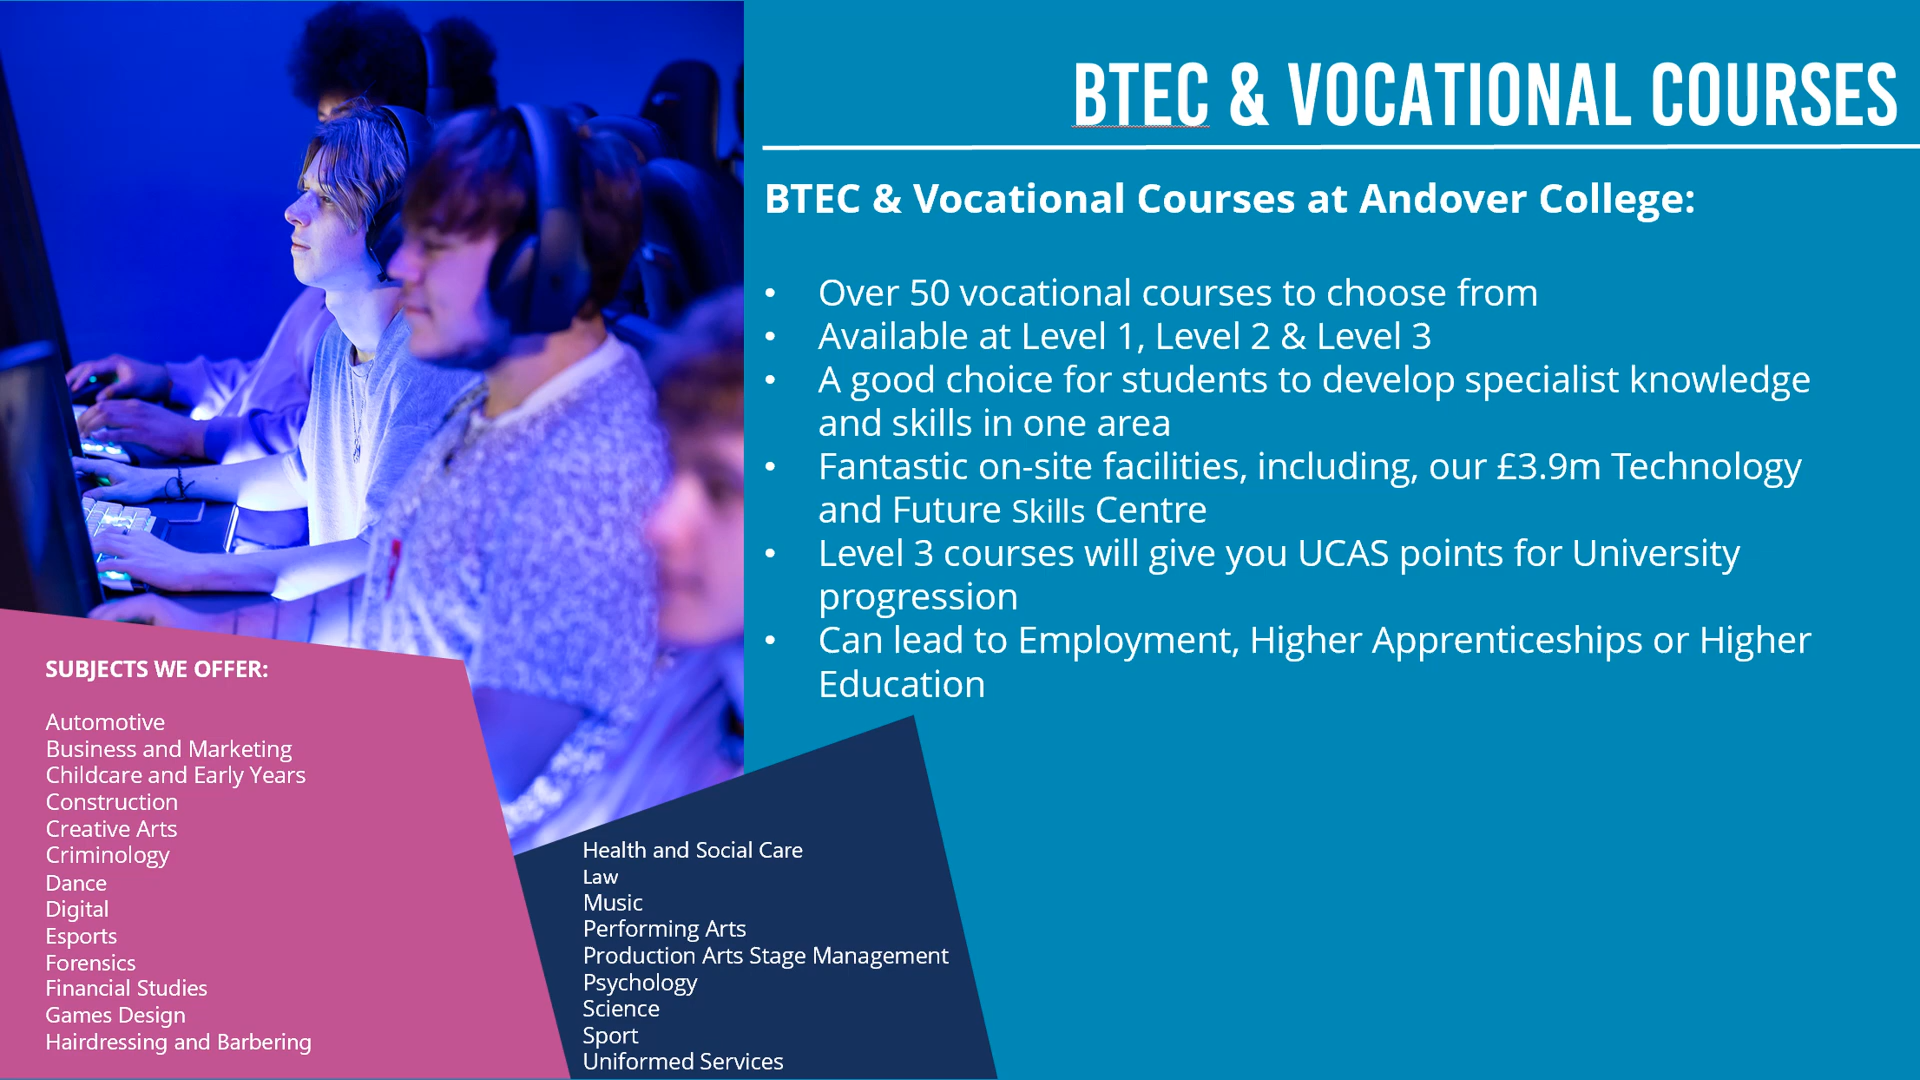 BTEC & VOCATIONAL COURSES
BTEC & Vocational Courses at Andover College:
• Over 50 vocational courses to choose from
• Available at Level 1, Level 2 & Level 3
• A good choice for students to develop specialist knowledge
and skills in one area
• Fantastic on-site facilities, including, our £3.9m Technology
and Future Skills Centre
• Level 3 courses will give you UCAS points for University
progression
• Can lead to Employment, Higher Apprenticeships or Higher
Education
SUBJECTS WE OFFER:
Automotive
Business and Marketing
Childcare and Early Years
Construction
Creative Arts
Criminology
Dance
Digital
Esports
Forensics
Financial Studies
Games Design
Hairdressing and Barbering
Health and Social Care
Law
Music
Performing Arts
Production Arts Stage Management
Psychology
Science
Sport
Uniformed Services